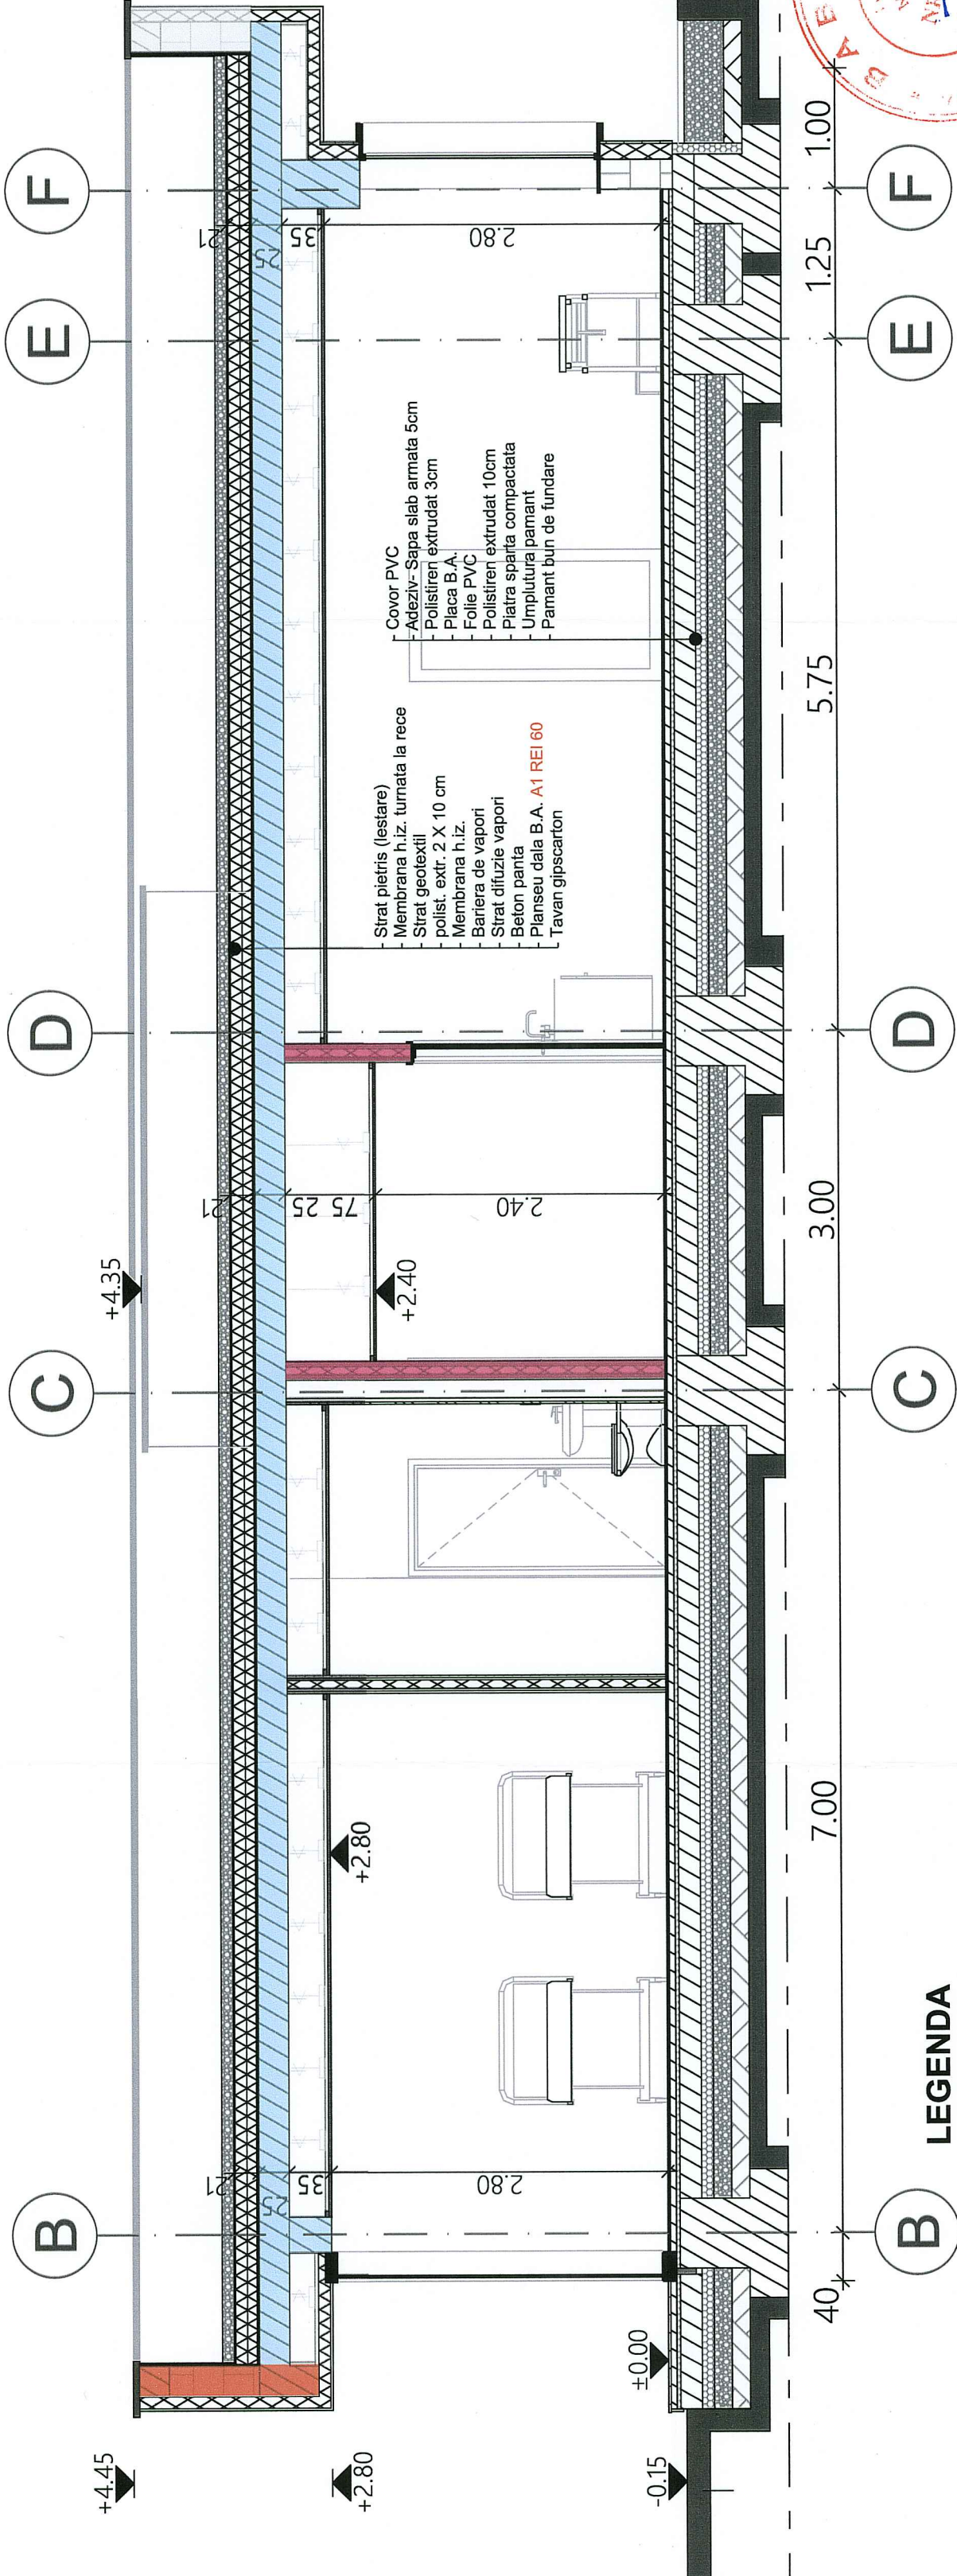 B
C
D
E
F
+4.45
+4.35
+2.80
+2.80
+2.40
±0.00
-0.15
21
25
35
2.80
21
75 25
2.40
21
25
35
2.80
Strat pietris (lestare)
Membrana h.iz. turnata la rece
Strat geotextil
polist. extr. 2 X 10 cm
Membrana h.iz.
Bariera de vapori
Strat difuzie vapori
Beton panta
Planseu dala B.A. A1 REI 60
Tavan gipscarton
Covor PVC
Adeziv- Sapa slab armata 5cm
Polistiren extrudat 3cm
Placa B.A.
Folie PVC
Polistiren extrudat 10cm
Piatra sparta compactata
Umplutura pamant
Pamant bun de fundare
40
7.00
3.00
5.75
1.25
1.00
B
C
D
E
F
LEGENDA